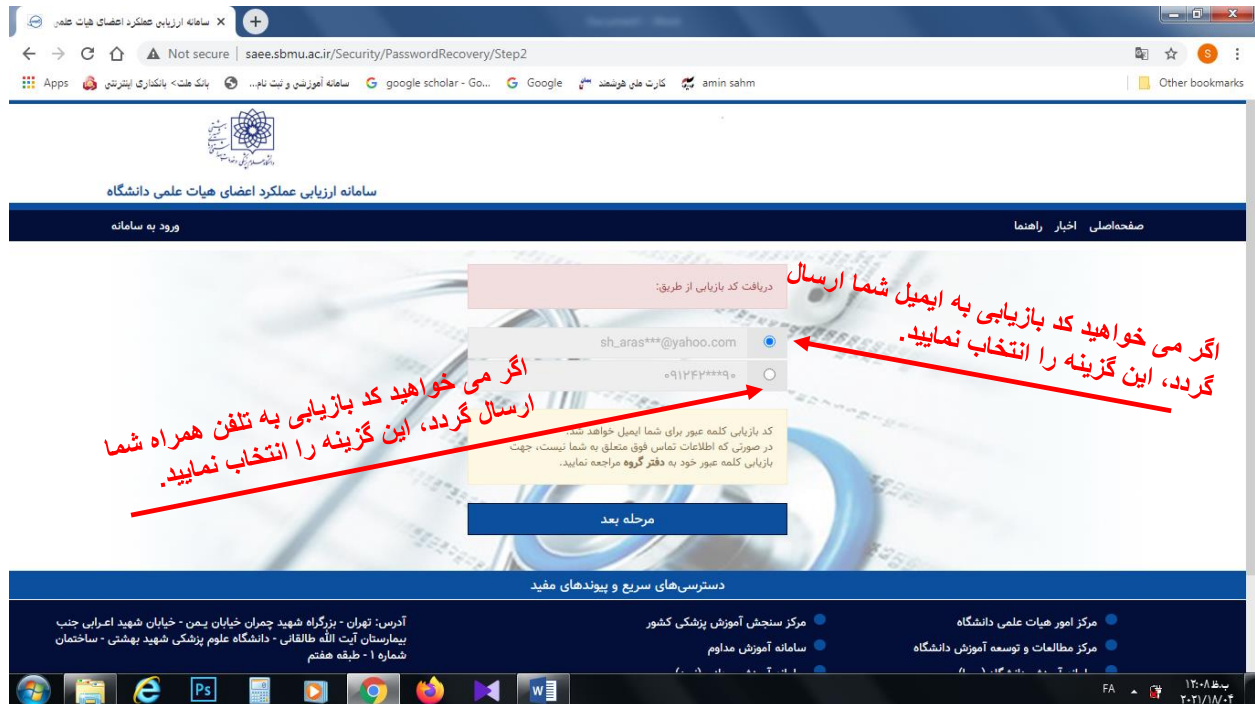 سامانه ارزیابی عملکرد اعضای هیات علمی
Not secure | saee.sbmu.ac.ir/Security/PasswordRecovery/Step2
S
Apps
بانک ملت> بانکداری اینترنتی
سامانه آموزشی و ثبت نام...
google scholar - Go...
Google
کارت ملی هوشمند
amin sahm
Other bookmarks
سامانه ارزیابی عملکرد اعضای هیات علمی دانشگاه
صفحه‌اصلی اخبار راهنما
ورود به سامانه
دریافت کد بازیابی از طریق:
sh_aras***@yahoo.com
۰۹۱۲۴۲***۹۰
اگر می خواهید کد بازیابی به ایمیل شما ارسال
گردد، این گزینه را انتخاب نمایید.
اگر می خواهید کد بازیابی به تلفن همراه شما
ارسال گردد، این گزینه را انتخاب نمایید.
کد بازیابی کلمه عبور برای شما ایمیل خواهد شد.
در صورتی که اطلاعات تماس فوق متعلق به شما نیست، جهت
بازیابی کلمه عبور خود به دفتر گروه مراجعه نمایید.
مرحله بعد
دسترسی‌های سریع و پیوندهای مفید
مرکز امور هیات علمی دانشگاه
مرکز مطالعات و توسعه آموزش دانشگاه
مرکز سنجش آموزش پزشکی کشور
سامانه آموزش مداوم
آدرس: تهران - بزرگراه شهید چمران خیابان یـمن - خیابان شهید اعـرابی جنب
بیمارستان آیت الله طالقانی - دانشگاه علوم پزشکی شهید بهشتی - ساختمان
شماره ۱ - طبقه هفتم
Ps
FA
۱۲:۰۸ ب.ظ